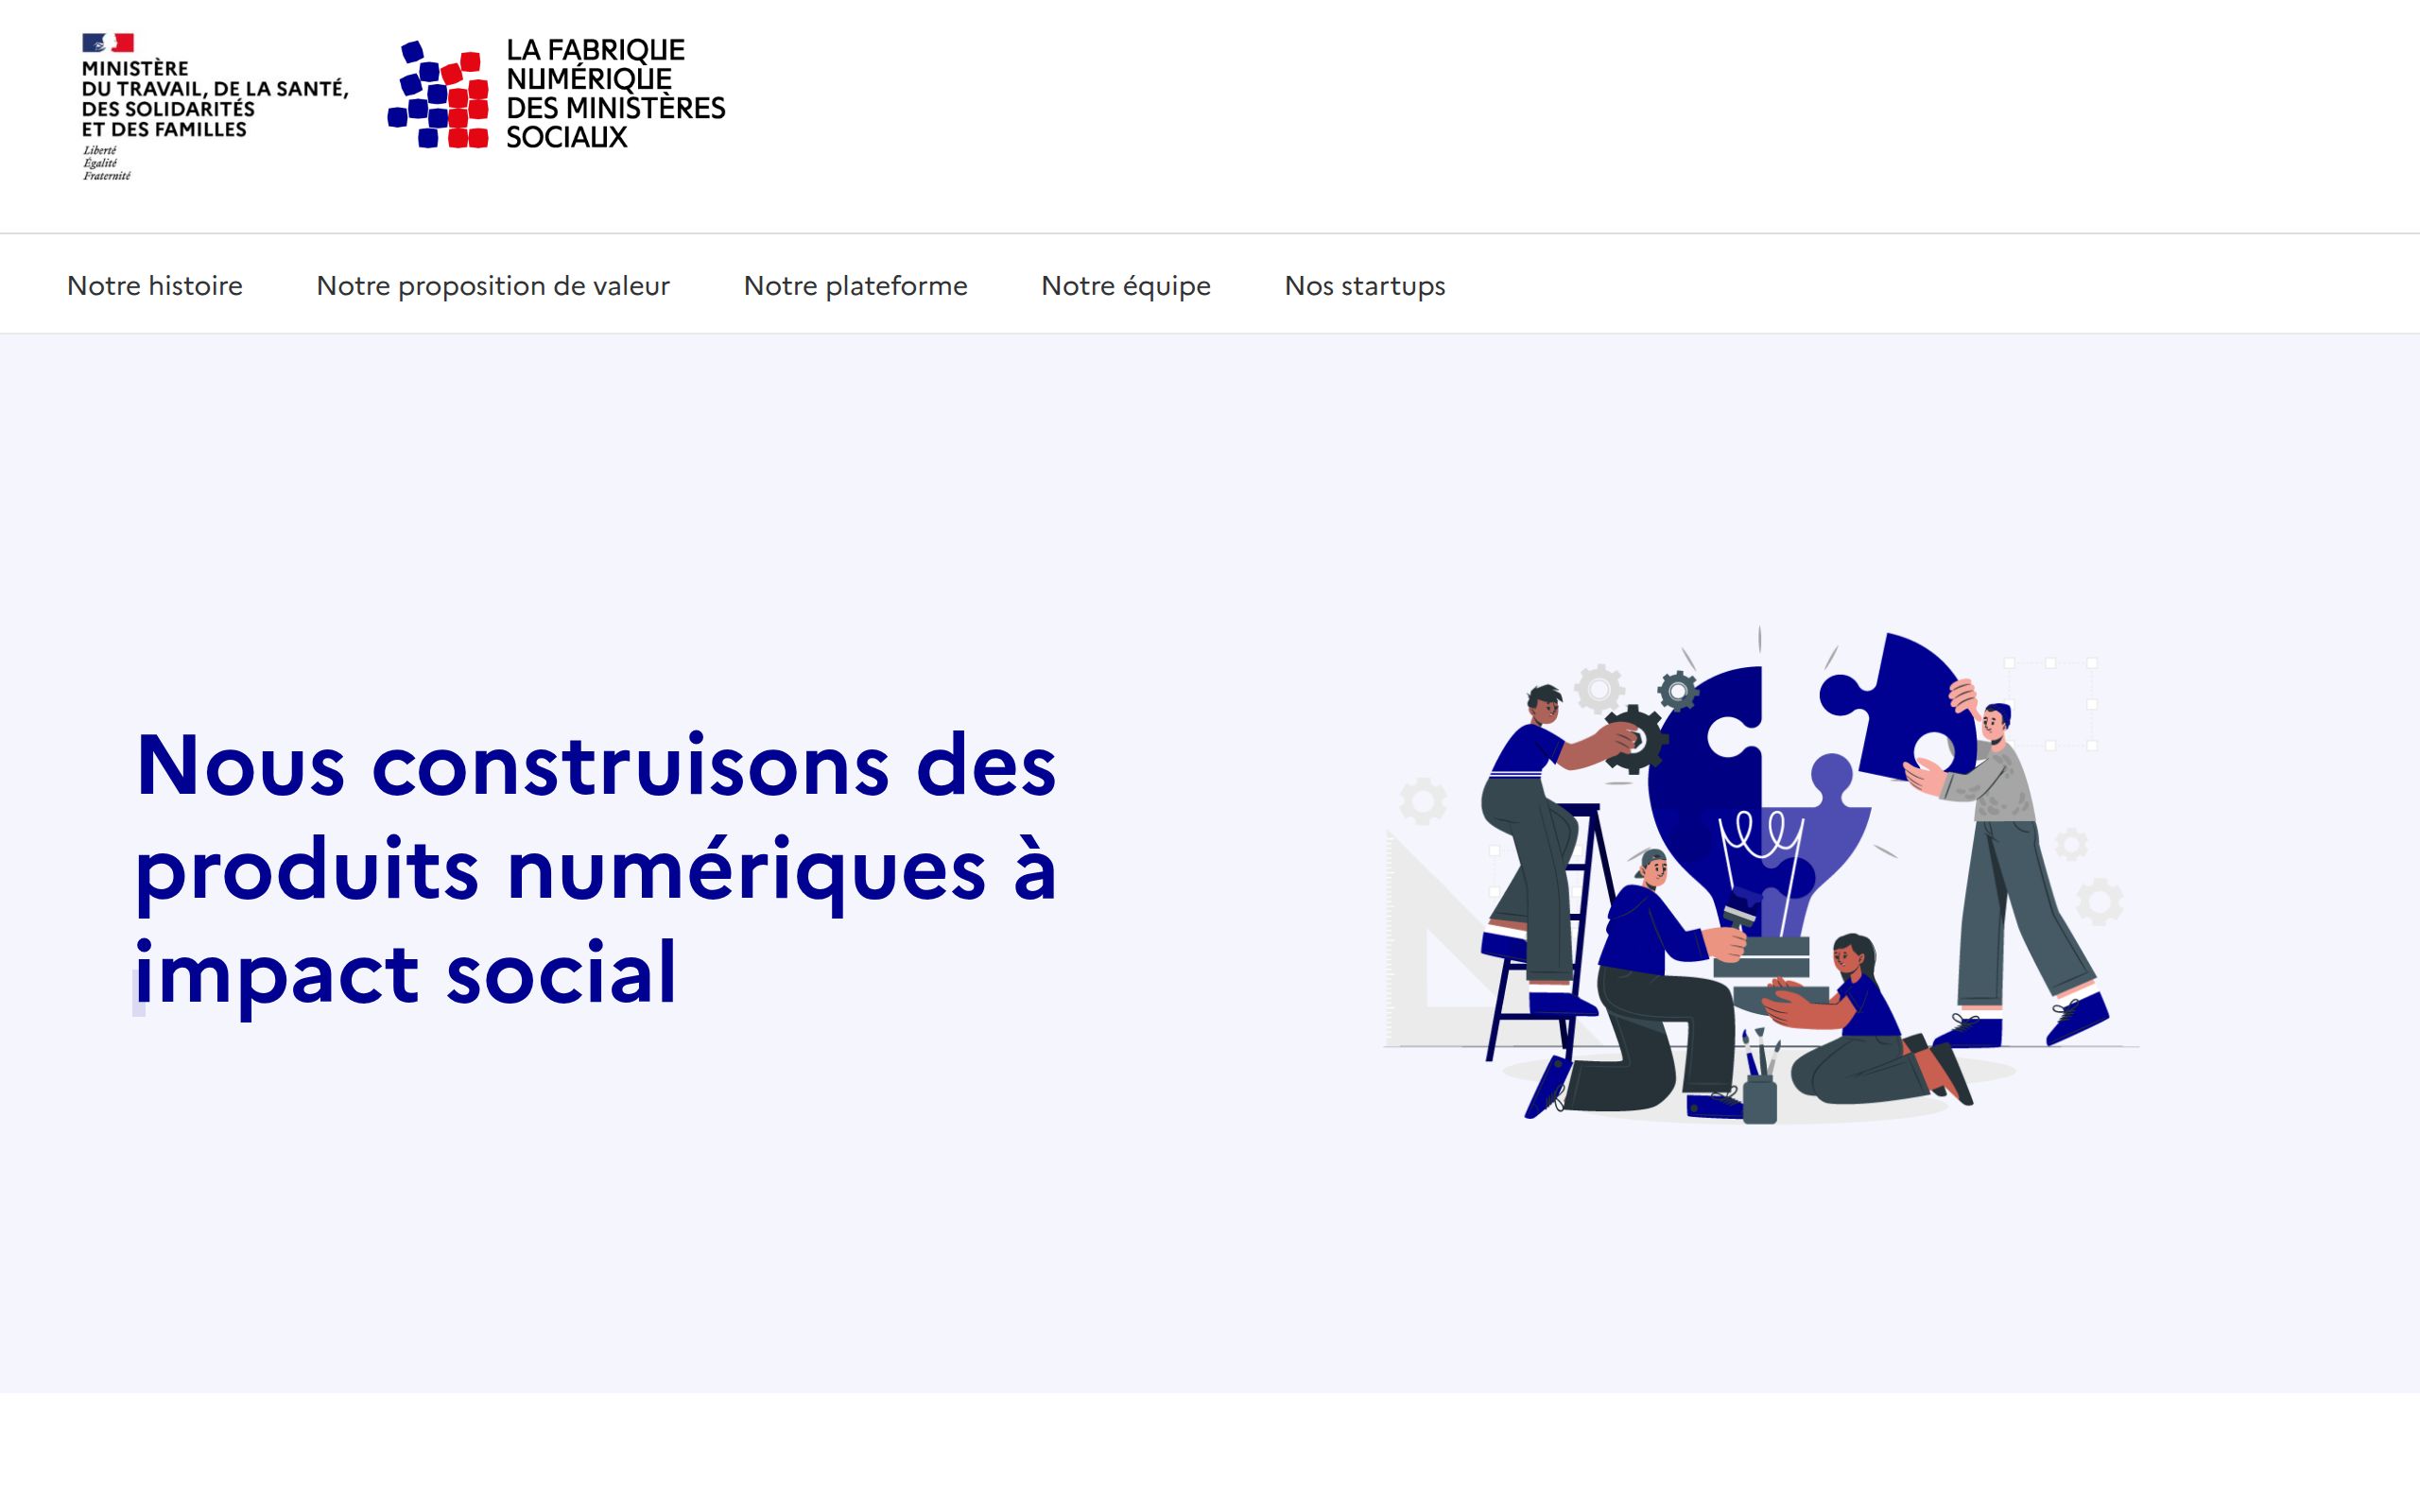 MINISTÈRE
DU TRAVAIL, DE LA SANTÉ,
DES SOLIDARITÉS
ET DES FAMILLES
Liberté
Égalité
Fraternité
LA FABRIQUE
NUMÉRIQUE
DES MINISTÈRES
SOCIAUX
Notre histoire Notre proposition de valeur Notre plateforme Notre équipe Nos startups
Nous construisons des
produits numériques à
impact social